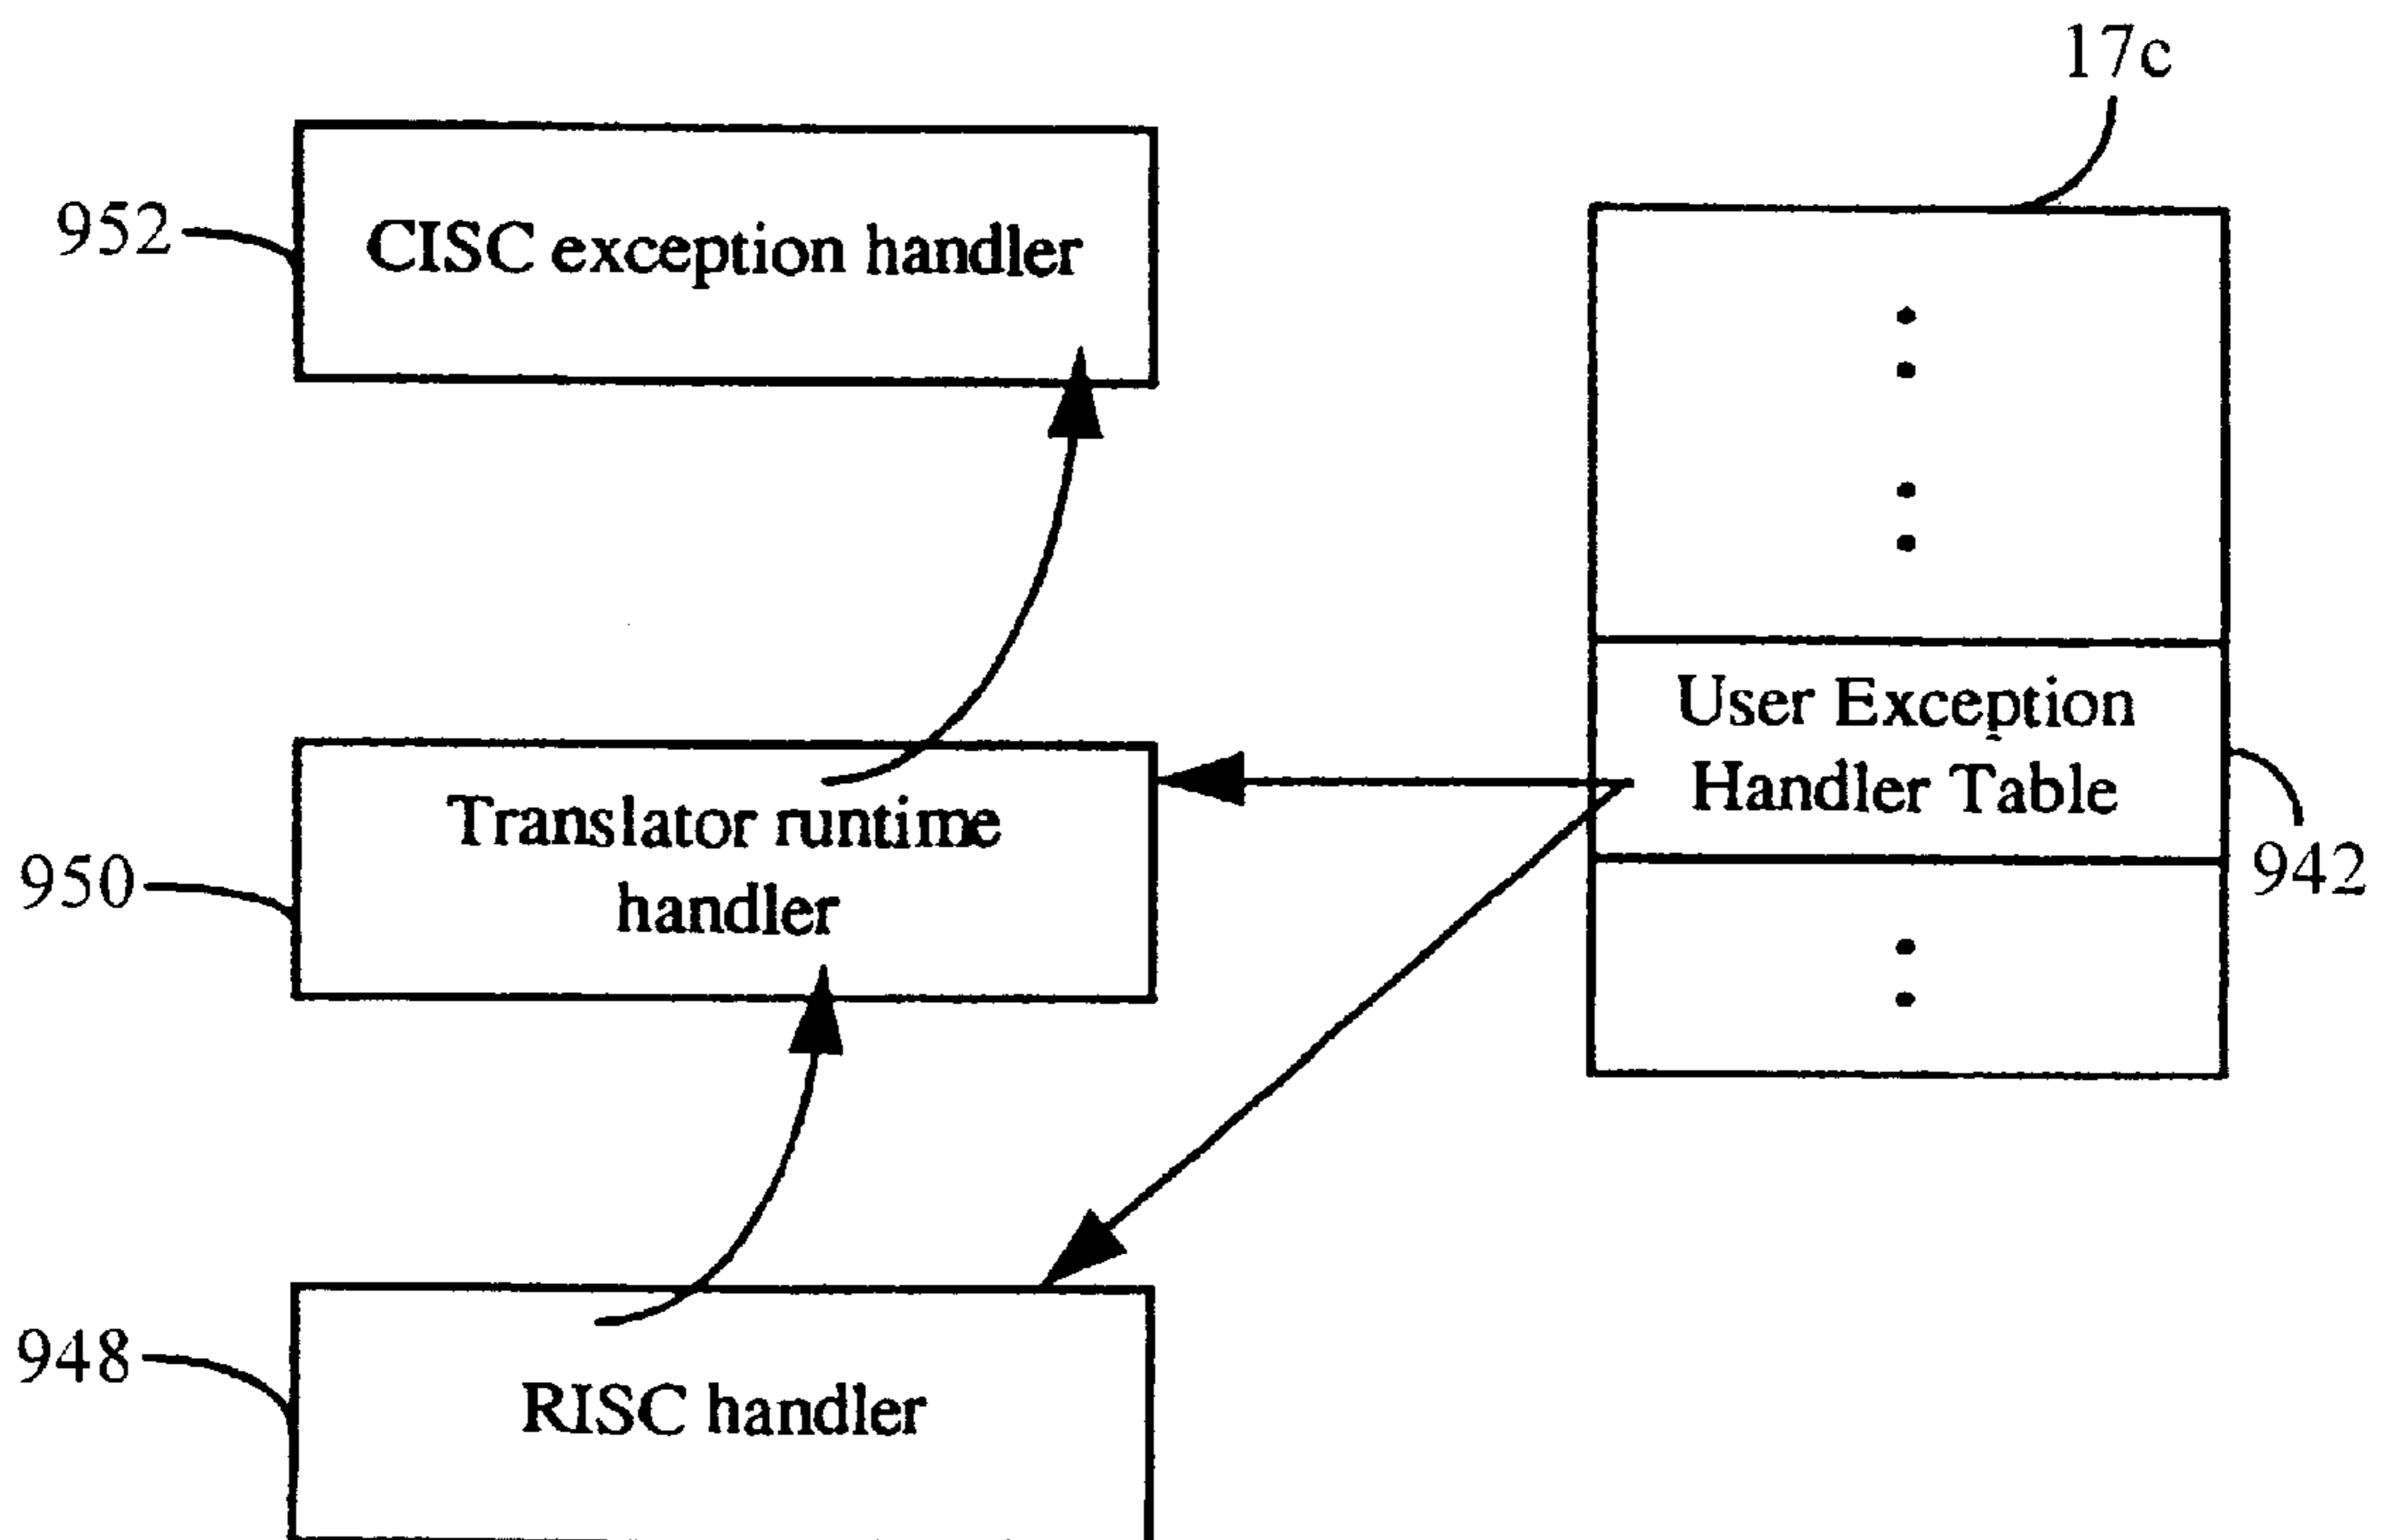 17c
952
CISC exception handler
User Exception
Handler Table
942
950
Translator runtime
handler
948
RISC handler